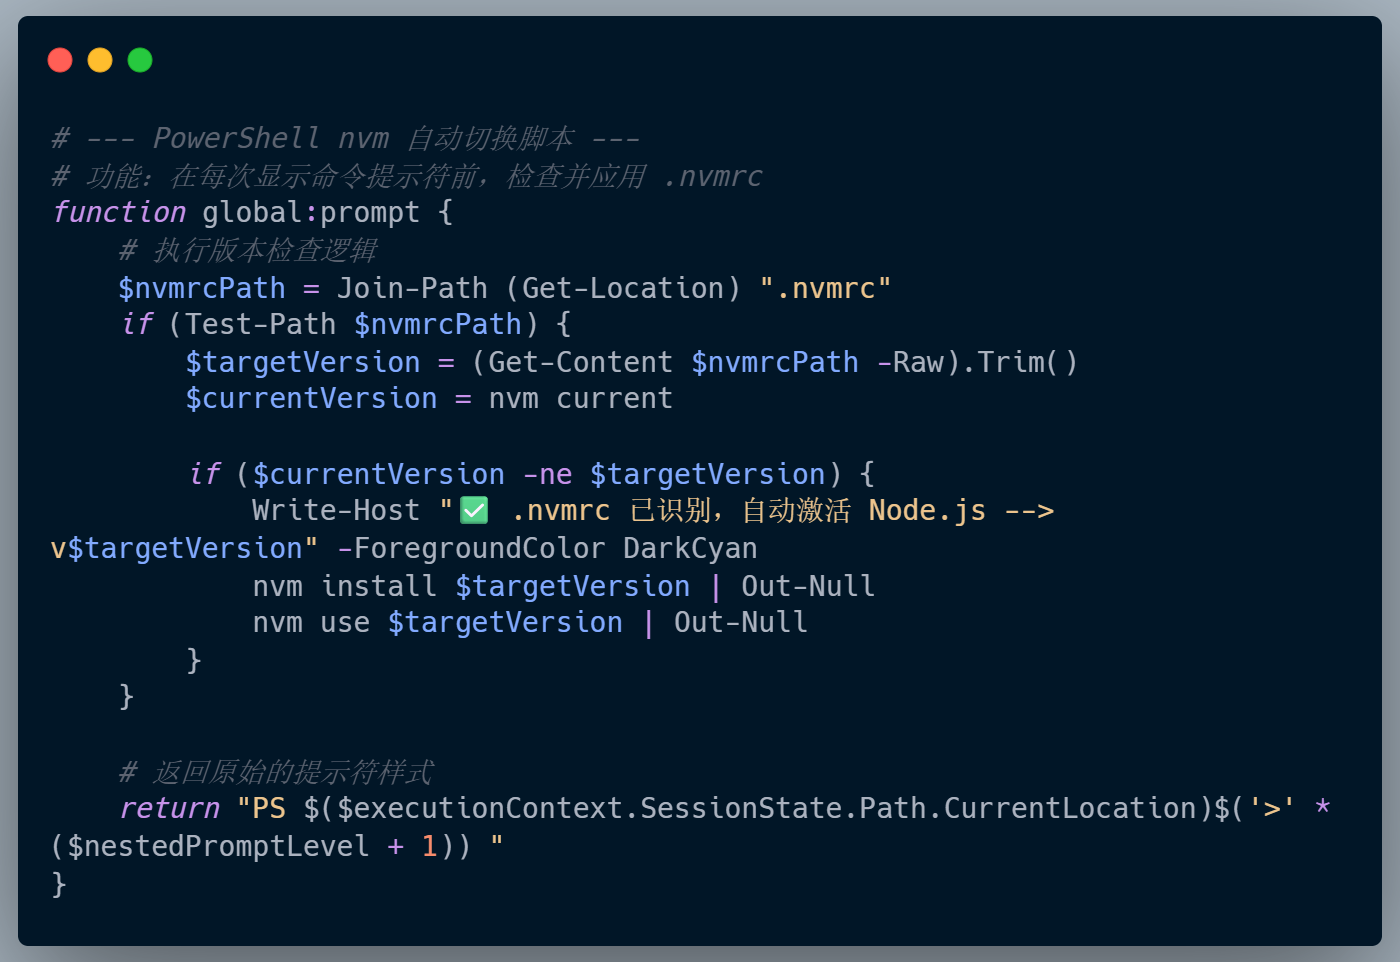 # --- PowerShell nvm 自动切换脚本 ---
# 功能：在每次显示命令提示符前，检查并应用 .nvmrc
function global:prompt {
    # 执行版本检查逻辑
    $nvmrcPath = Join-Path (Get-Location) ".nvmrc"
    if (Test-Path $nvmrcPath) {
        $targetVersion = (Get-Content $nvmrcPath -Raw).Trim()
        $currentVersion = nvm current

        if ($currentVersion -ne $targetVersion) {
            Write-Host "✅ .nvmrc 已识别，自动激活 Node.js -->
v$targetVersion" -ForegroundColor DarkCyan
            nvm install $targetVersion | Out-Null
            nvm use $targetVersion | Out-Null
        }
    }

    # 返回原始的提示符样式
    return "PS $($executionContext.SessionState.Path.CurrentLocation)$('>' *
($nestedPromptLevel + 1)) "
}